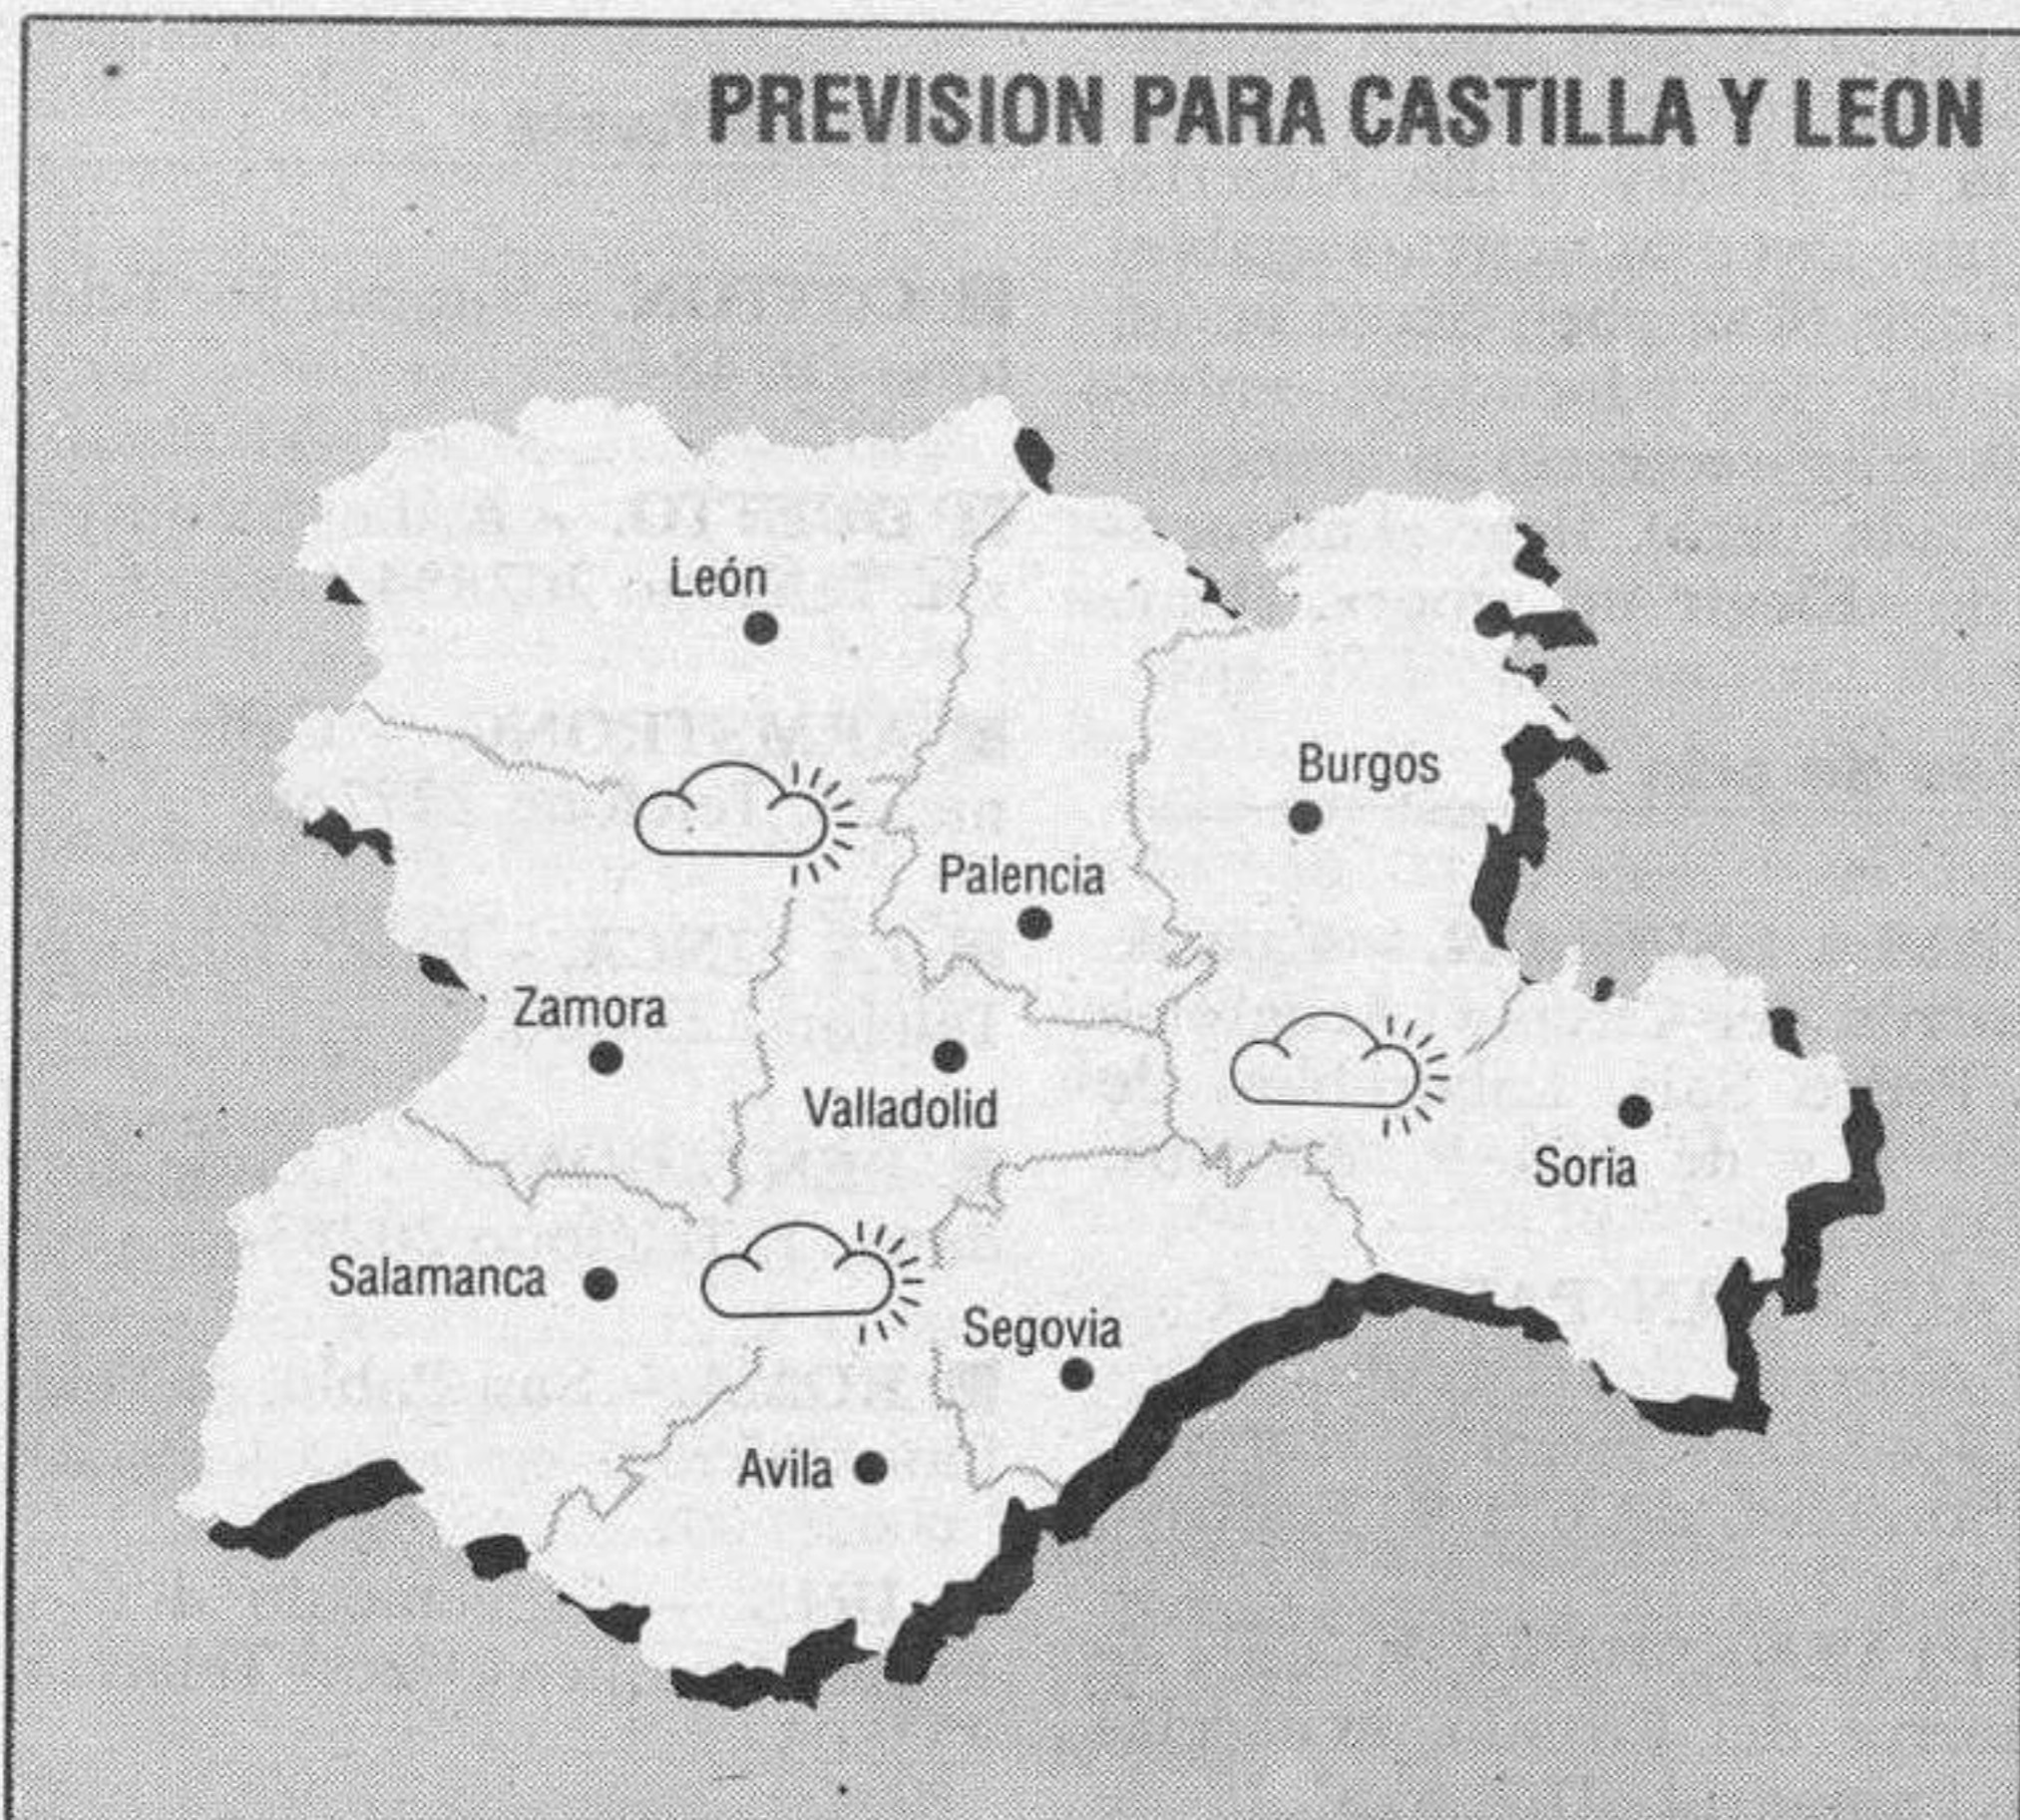 PREVISION PARA CASTILLA Y LEON
León
Burgos
Palencia
Zamora
Valladolid
Soria
Salamanca
Segovia
Avila